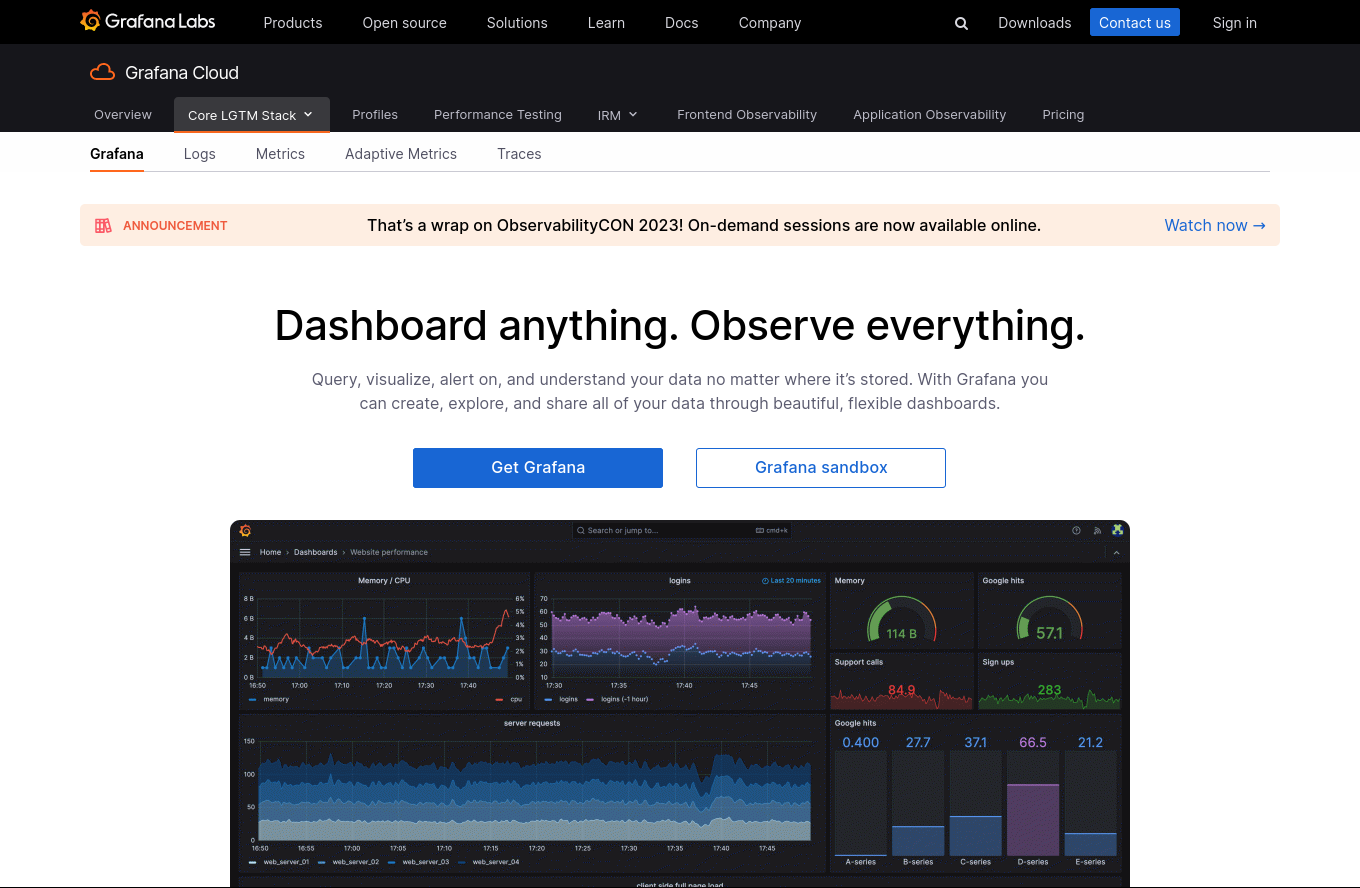 Grafana Labs
Products Open source Solutions Learn Docs Company Downloads Contact us Sign in
Grafana Cloud
Overview Core LGTM Stack Profiles Performance Testing IRM Frontend Observability Application Observability Pricing
Grafana Logs Metrics Adaptive Metrics Traces
ANNOUNCEMENT That's a wrap on ObservabilityCON 2023! On-demand sessions are now available online. Watch now →
Dashboard anything. Observe everything.
Query, visualize, alert on, and understand your data no matter where it's stored. With Grafana you
can create, explore, and share all of your data through beautiful, flexible dashboards.
Get Grafana Grafana sandbox
Search or jump to... cmd+k
Home › Dashboards › Website performance
Memory / CPU
8 B 6%
5%
6 B 4%
4 B 3%
2%
2 B 1%
0 B 0%
16:50 17:00 17:10 17:20 17:30 17:40
memory cpu
logins Last 20 minutes
70
60
50
40
30
20
10
17:30 17:35 17:40 17:45
logins logins (-1 hour)
Memory
114 B
Google hits
57.1
Support calls
84.9
Sign ups
283
server requests
150
100
50
0
16:50 16:55 17:00 17:05 17:10 17:15 17:20 17:25 17:30 17:35 17:40 17:45
web_server_01 web_server_02 web_server_03 web_server_04
Google hits
0.400 27.7 37.1 66.5 21.2
A-series B-series C-series D-series E-series
client side full page load